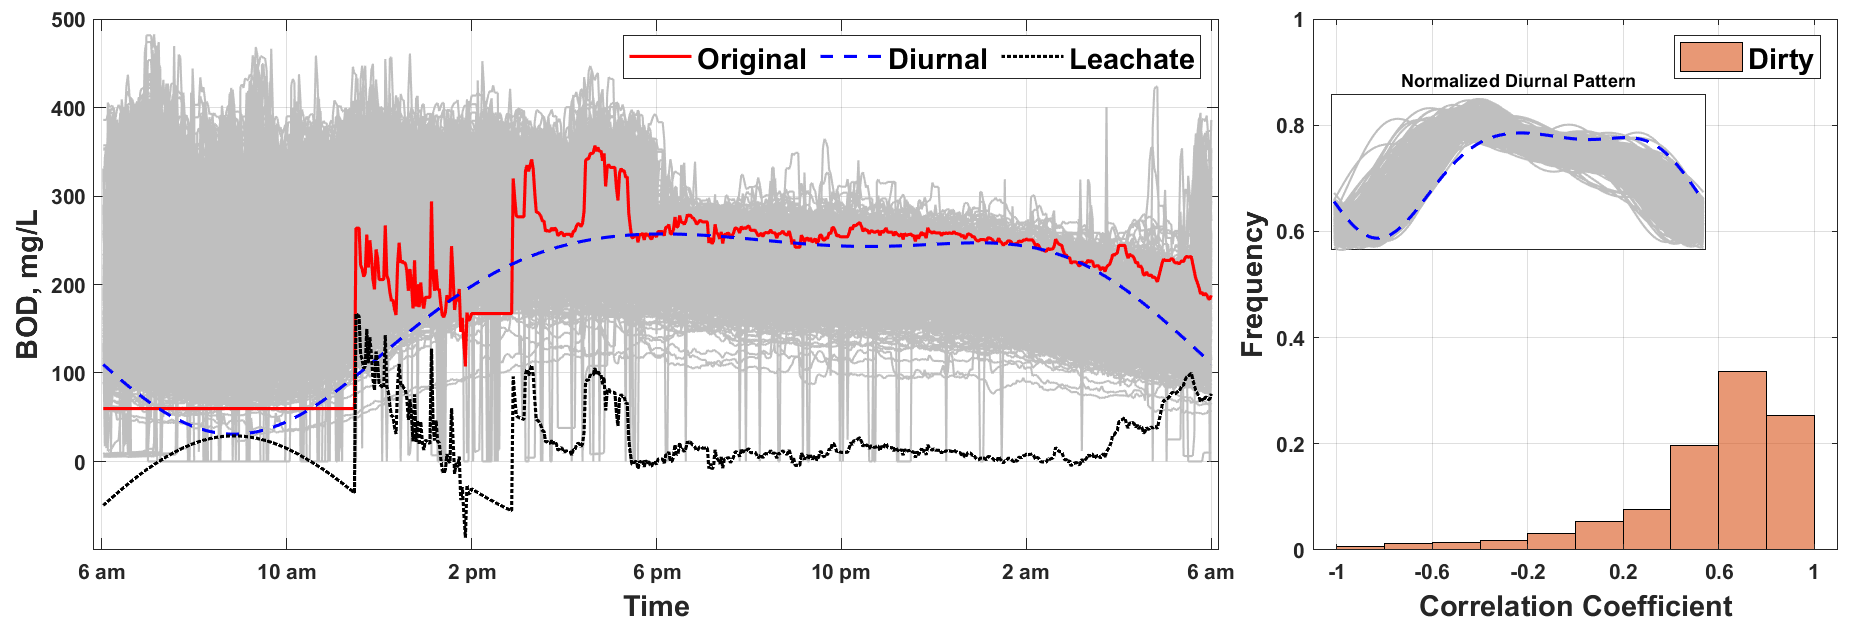 500
400
300
200
100
0
BOD, mg/L
Original Diurnal Leachate
6 am 10 am 2 pm 6 pm 10 pm 2 am 6 am
Time
1
0.8
0.6
0.4
0.2
0
Frequency
Dirty
Normalized Diurnal Pattern
-1 -0.6 -0.2 0.2 0.6 1
Correlation Coefficient